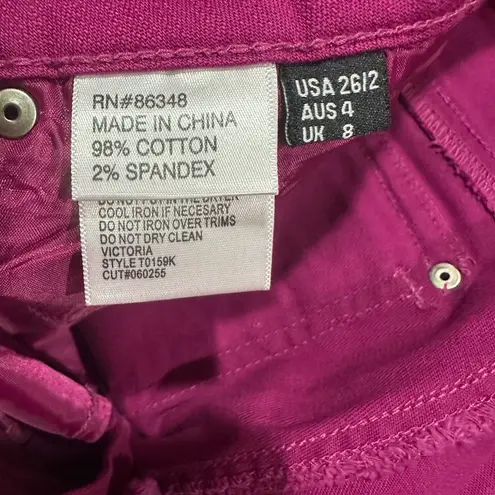 RN#86348
MADE IN CHINA
98% COTTON
2% SPANDEX
USA 26/2
AUS 4
UK 8
DO NOT PUT IN THE DRYER
COOL IRON IF NECESARY
DO NOT IRON OVER TRIMS
DO NOT DRY CLEAN
VICTORIA
STYLE T0159K
CUT#060255